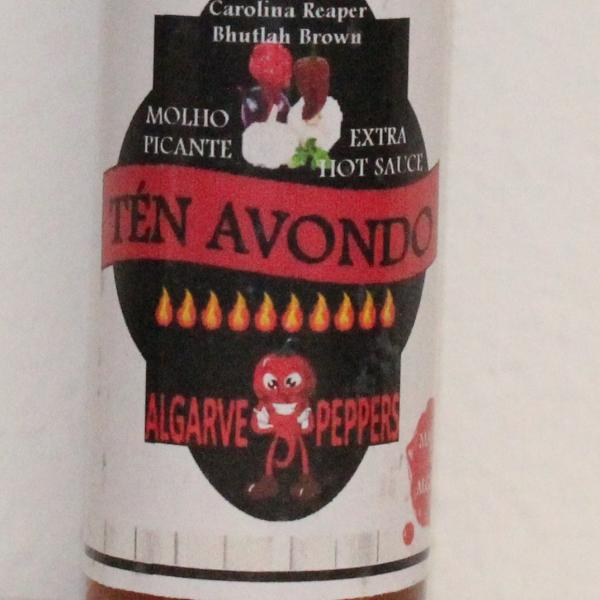 Carolina Reaper
Bhutlah Brown
MOLHO
PICANTE
EXTRA
HOT SAUCE
TÉN AVONDO
ALGARVE PEPPERS